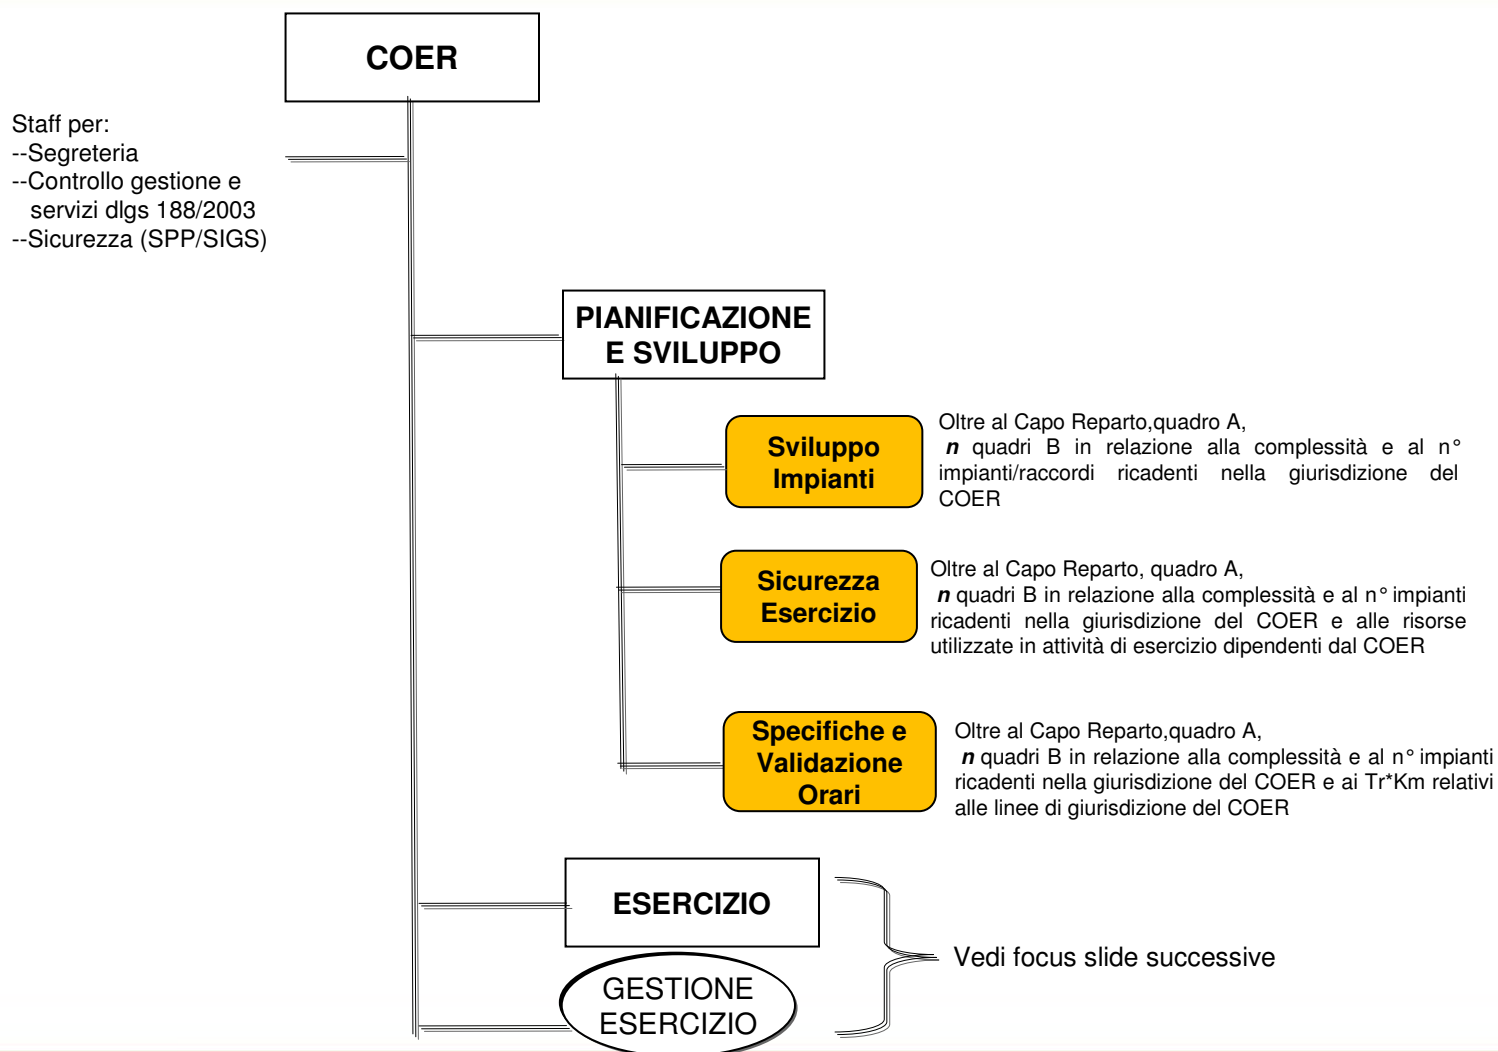 COER
Staff per:
--Segreteria
--Controllo gestione e
servizi dlgs 188/2003
--Sicurezza (SPP/SIGS)
PIANIFICAZIONE
E SVILUPPO
Sviluppo
Impianti
Oltre al Capo Reparto,quadro A,
n quadri B in relazione alla complessità e al n°
impianti/raccordi ricadenti nella giurisdizione del
COER
Sicurezza
Esercizio
Oltre al Capo Reparto, quadro A,
n quadri B in relazione alla complessità e al n° impianti
ricadenti nella giurisdizione del COER e alle risorse
utilizzate in attività di esercizio dipendenti dal COER
Specifiche e
Validazione
Orari
Oltre al Capo Reparto,quadro A,
n quadri B in relazione alla complessità e al n° impianti
ricadenti nella giurisdizione del COER e ai Tr*Km relativi
alle linee di giurisdizione del COER
ESERCIZIO
GESTIONE
ESERCIZIO
Vedi focus slide successive